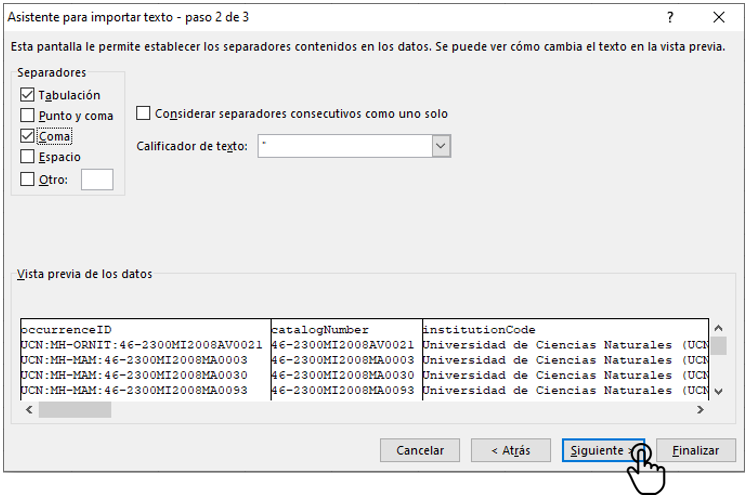 Asistente para importar texto - paso 2 de 3 ?
Esta pantalla le permite establecer los separadores contenidos en los datos. Se puede ver cómo cambia el texto en la vista previa.
Separadores
Tabulación
Punto y coma
Coma
Espacio
Otro:
Considerar separadores consecutivos como uno solo
Calificador de texto: "
Vista previa de los datos
occurrenceID catalogNumber institutionCode
UCN:MH-ORNIT:46-2300MI2008AV0021 46-2300MI2008AV0021 Universidad de Ciencias Naturales (UCN
UCN:MH-MAM:46-2300MI2008MA0003 46-2300MI2008MA0003 Universidad de Ciencias Naturales (UCN
UCN:MH-MAM:46-2300MI2008MA0030 46-2300MI2008MA0030 Universidad de Ciencias Naturales (UCN
UCN:MH-MAM:46-2300MI2008MA0093 46-2300MI2008MA0093 Universidad de Ciencias Naturales (UCN
Cancelar < Atrás Siguiente > Finalizar